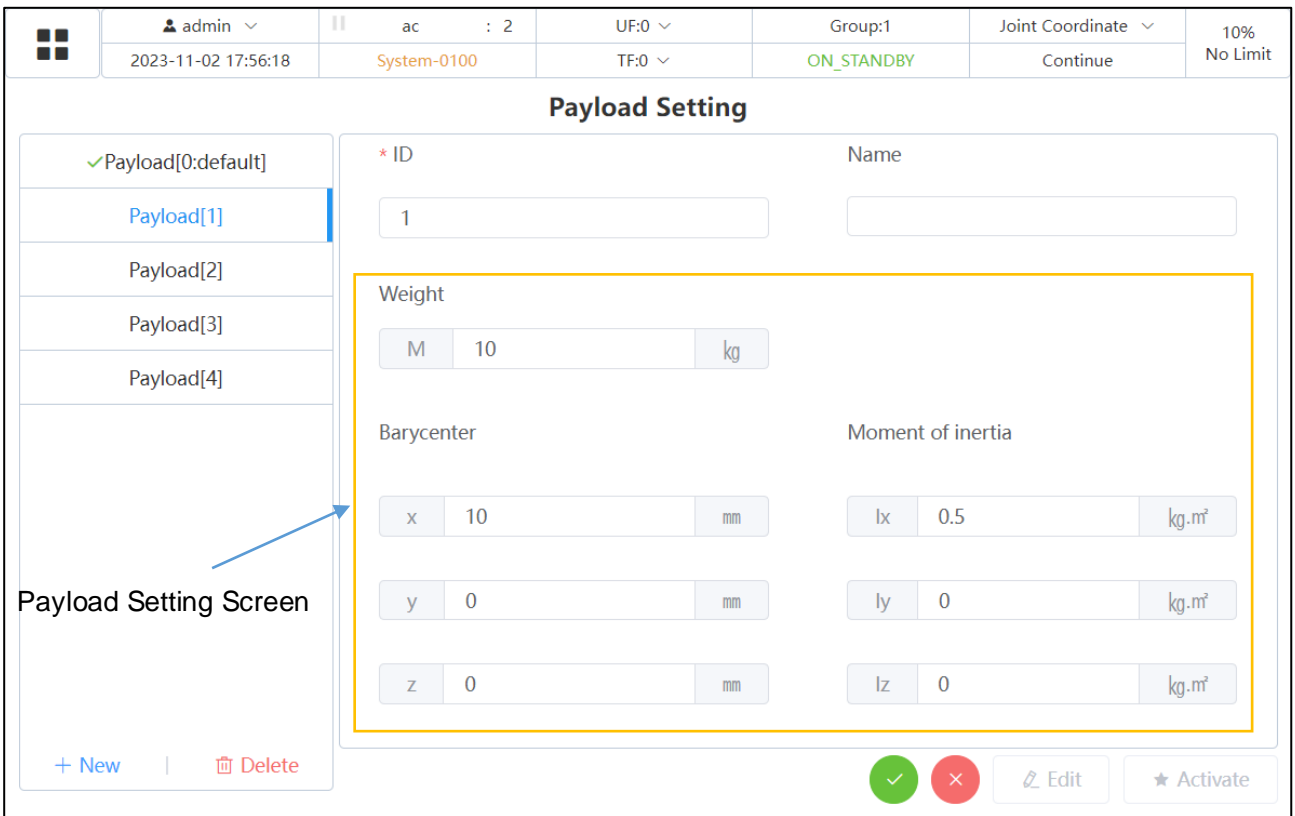 admin ac : 2 UF:0 Group:1 Joint Coordinate 10%
2023-11-02 17:56:18 System-0100 TF:0 ON_STANDBY Continue No Limit
Payload Setting
Payload[0:default]
Payload[1]
Payload[2]
Payload[3]
Payload[4]
+ New | Delete
* ID Name
1
Weight
M 10 kg
Barycenter Moment of inertia
x 10 mm Ix 0.5 kg.m²
y 0 mm Iy 0 kg.m²
z 0 mm Iz 0 kg.m²
Payload Setting Screen
Edit Activate